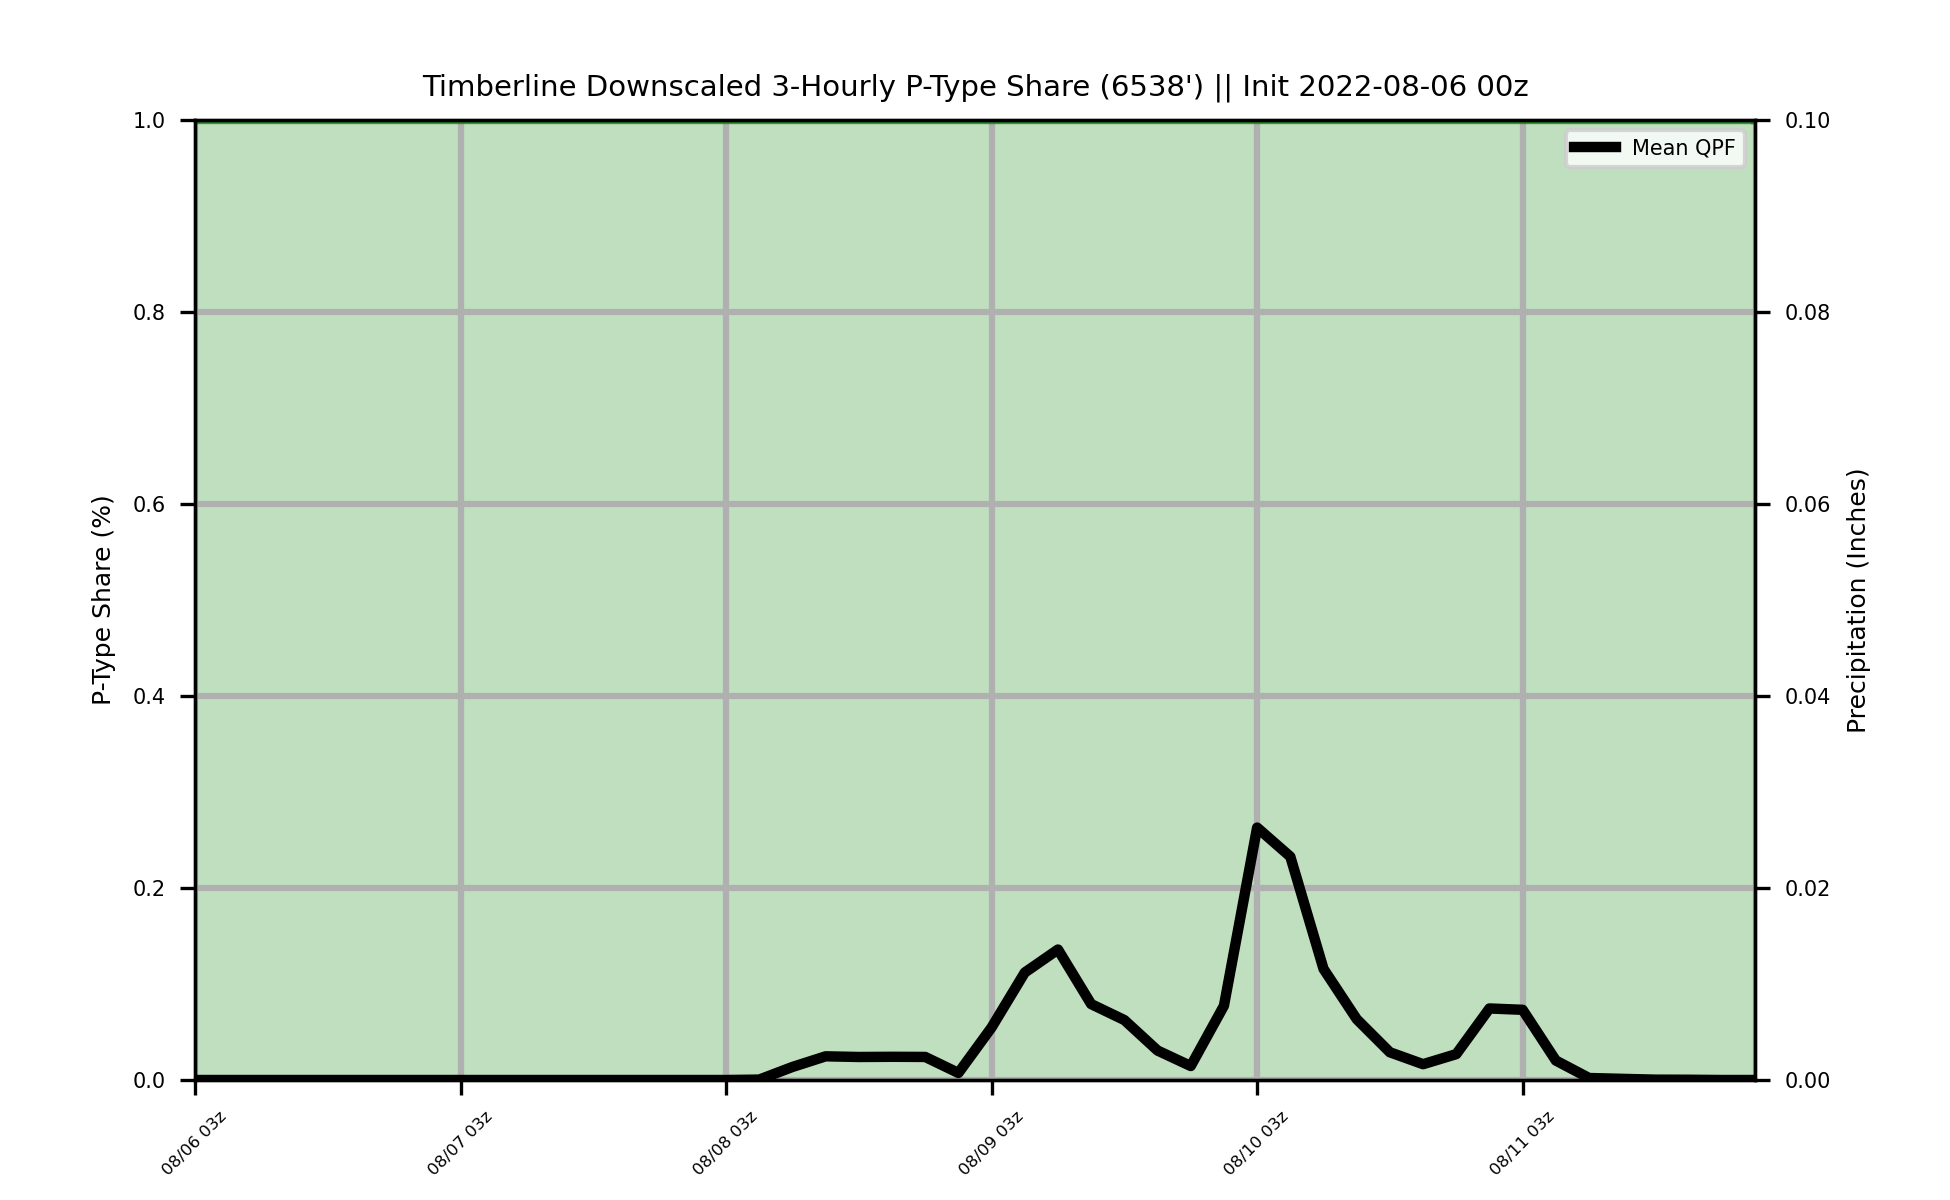 Timberline Downscaled 3-Hourly P-Type Share (6538') || Init 2022-08-06 00z
Mean QPF
P-Type Share (%)
1.0
0.8
0.6
0.4
0.2
0.0
0.10
0.08
0.06
0.04
0.02
0.00
Precipitation (Inches)
08/06 03z
08/07 03z
08/08 03z
08/09 03z
08/10 03z
08/11 03z